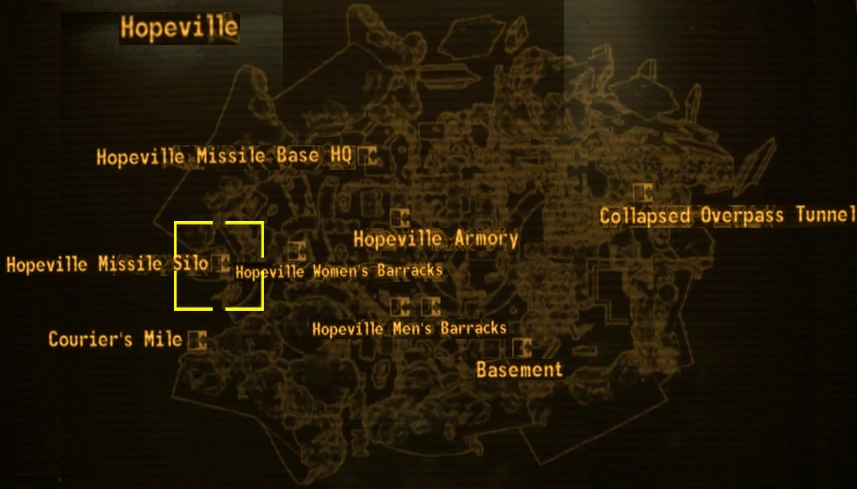 Hopeville
Hopeville Missile Base HQ
Collapsed Overpass Tunnel
Hopeville Armory
Hopeville Missile Silo
Hopeville Women's Barracks
Hopeville Men's Barracks
Courier's Mile
Basement